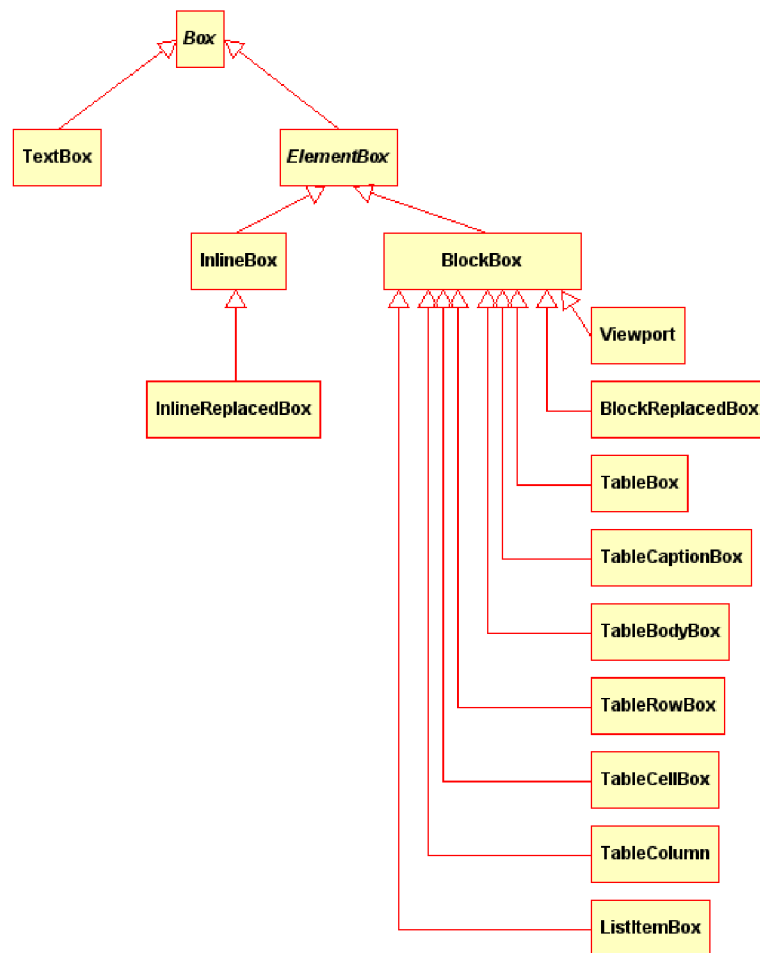 Box
TextBox
ElementBox
InlineBox
BlockBox
Viewport
InlineReplacedBox
BlockReplacedBox
TableBox
TableCaptionBox
TableBodyBox
TableRowBox
TableCellBox
TableColumn
ListItemBox